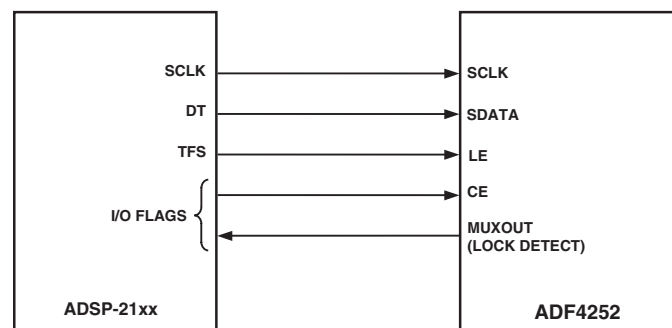 SCLK
DT
TFS
I/O FLAGS
ADSP-21xx
SCLK
SDATA
LE
CE
MUXOUT
(LOCK DETECT)
ADF4252